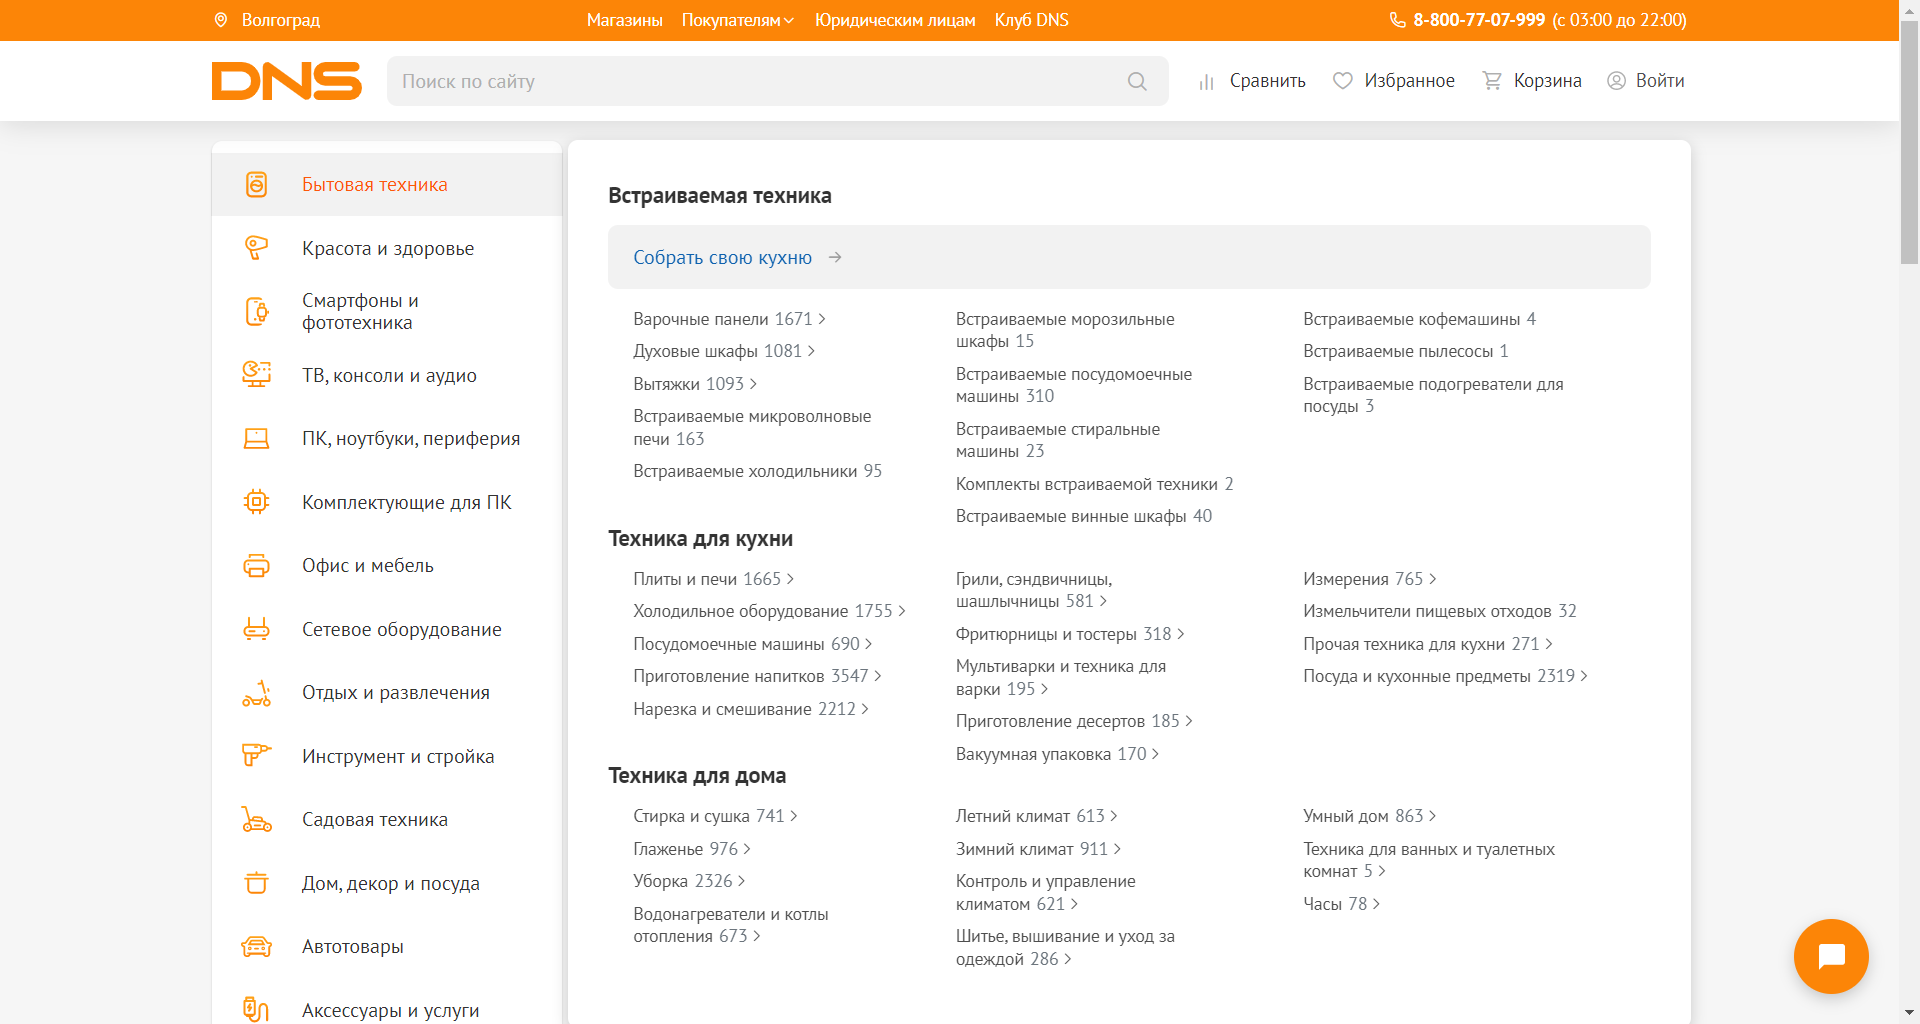 Волгоград
Магазины Покупателям Юридическим лицам Клуб DNS
8-800-77-07-999 (с 03:00 до 22:00)
DNS
Поиск по сайту
Сравнить Избранное Корзина Войти
Бытовая техника
Красота и здоровье
Смартфоны и
фототехника
ТВ, консоли и аудио
ПК, ноутбуки, периферия
Комплектующие для ПК
Офис и мебель
Сетевое оборудование
Отдых и развлечения
Инструмент и стройка
Садовая техника
Дом, декор и посуда
Автотовары
Аксессуары и услуги
Встраиваемая техника
Собрать свою кухню
Варочные панели 1671
Духовые шкафы 1081
Вытяжки 1093
Встраиваемые микроволновые
печи 163
Встраиваемые холодильники 95
Встраиваемые морозильные
шкафы 15
Встраиваемые посудомоечные
машины 310
Встраиваемые стиральные
машины 23
Комплекты встраиваемой техники 2
Встраиваемые винные шкафы 40
Встраиваемые кофемашины 4
Встраиваемые пылесосы 1
Встраиваемые подогреватели для
посуды 3
Техника для кухни
Плиты и печи 1665
Холодильное оборудование 1755
Посудомоечные машины 690
Приготовление напитков 3547
Нарезка и смешивание 2212
Грили, сэндвичницы,
шашлычницы 581
Фритюрницы и тостеры 318
Мультиварки и техника для
варки 195
Приготовление десертов 185
Вакуумная упаковка 170
Измерения 765
Измельчители пищевых отходов 32
Прочая техника для кухни 271
Посуда и кухонные предметы 2319
Техника для дома
Стирка и сушка 741
Глаженье 976
Уборка 2326
Водонагреватели и котлы
отопления 673
Летний климат 613
Зимний климат 911
Контроль и управление
климатом 621
Шитье, вышивание и уход за
одеждой 286
Умный дом 863
Техника для ванных и туалетных
комнат 5
Часы 78